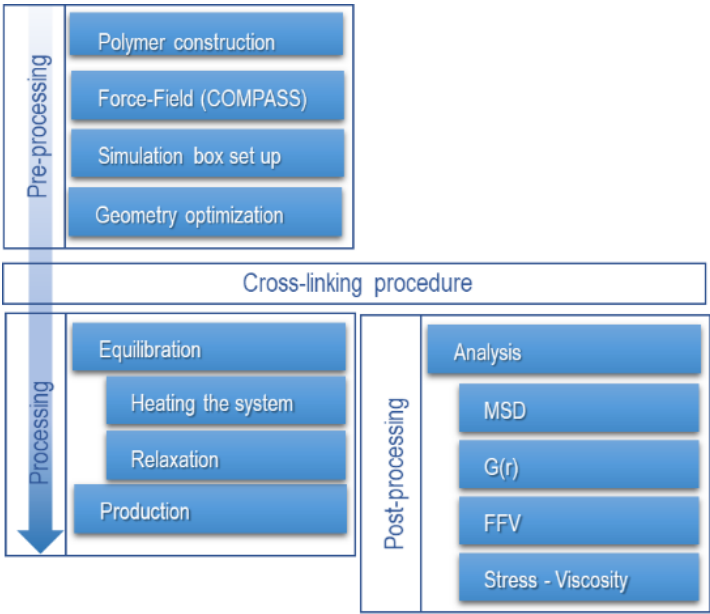 Pre-processing
Polymer construction
Force-Field (COMPASS)
Simulation box set up
Geometry optimization
Cross-linking procedure
Processing
Equilibration
Heating the system
Relaxation
Production
Post-processing
Analysis
MSD
G(r)
FFV
Stress - Viscosity